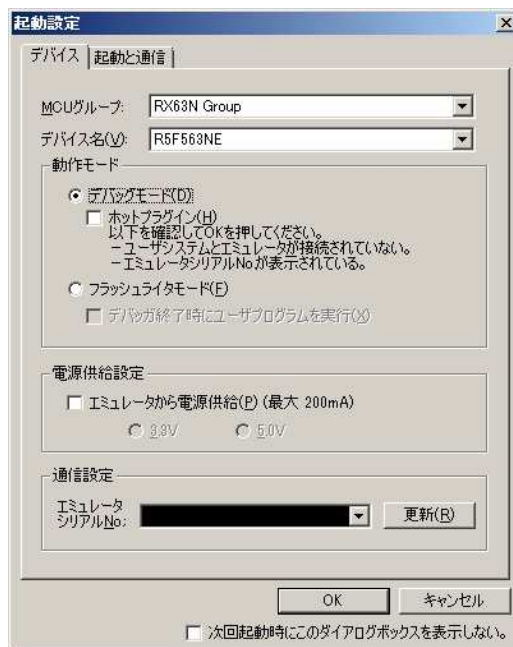 起動設定
デバイス 起動と通信
MCUグループ: RX63N Group
デバイス名(V): R5F563NE
動作モード
デバッグモード(D)
ホットプラグイン(H)
以下を確認してOKを押してください。
－ユーザシステムとエミュレータが接続されていない。
－エミュレータシリアルNoが表示されている。
フラッシュライタモード(F)
デバッガ終了時にユーザプログラムを実行(X)
電源供給設定
エミュレータから電源供給(P) (最大 200mA)
3.3V 5.0V
通信設定
エミュレータ
シリアルNo: 更新(R)
OK キャンセル
次回起動時にこのダイアログボックスを表示しない。